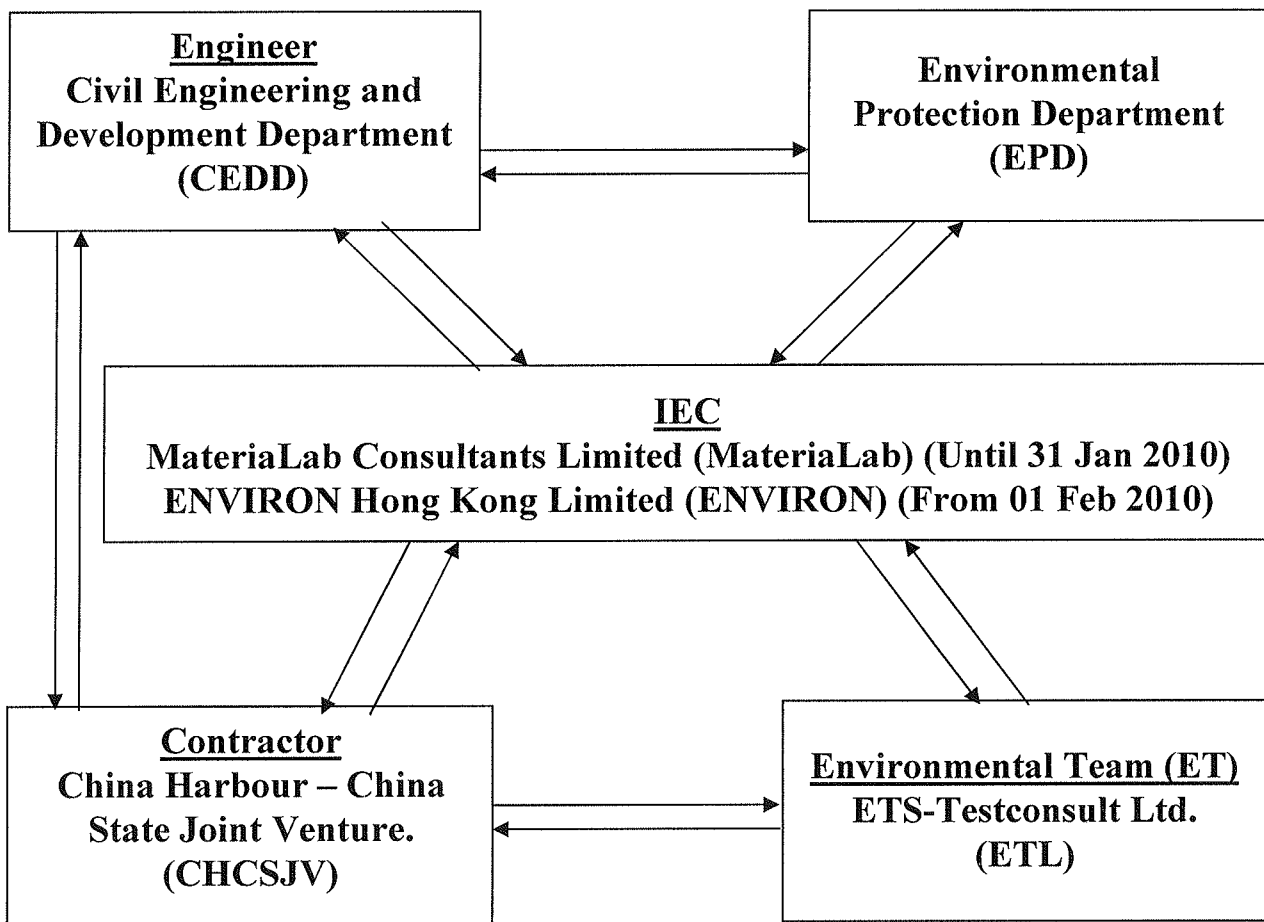 Engineer
Civil Engineering and
Development Department
(CEDD)
Environmental
Protection Department
(EPD)
IEC
MateriaLab Consultants Limited (MateriaLab) (Until 31 Jan 2010)
ENVIRON Hong Kong Limited (ENVIRON) (From 01 Feb 2010)
Contractor
China Harbour – China
State Joint Venture.
(CHCSJV)
Environmental Team (ET)
ETS-Testconsult Ltd.
(ETL)